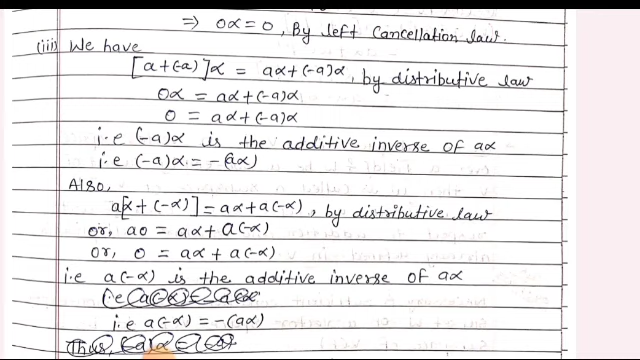 ⇒ 0α = 0, By left Cancellation law.
(iii) We have
[a+(-a)]α = aα+(-a)α, by distributive law
0α = aα+(-a)α
0 = aα+(-a)α
i.e (-a)α is the additive inverse of aα
i.e (-a)α = -(aα)
Also,
a[α+(-α)] = aα+a(-α), by distributive law
or, a0 = aα+a(-α)
or, 0 = aα+a(-α)
i.e a(-α) is the additive inverse of aα
i.e a(-α) = -(aα)
Thus,